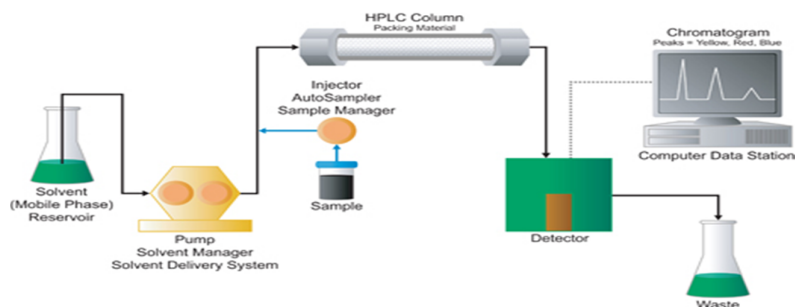 HPLC Column
Packing Material
Chromatogram
Peaks = Yellow, Red, Blue
Injector
AutoSampler
Sample Manager
Computer Data Station
Solvent
(Mobile Phase)
Reservoir
Sample
Pump
Solvent Manager
Solvent Delivery System
Detector
Waste